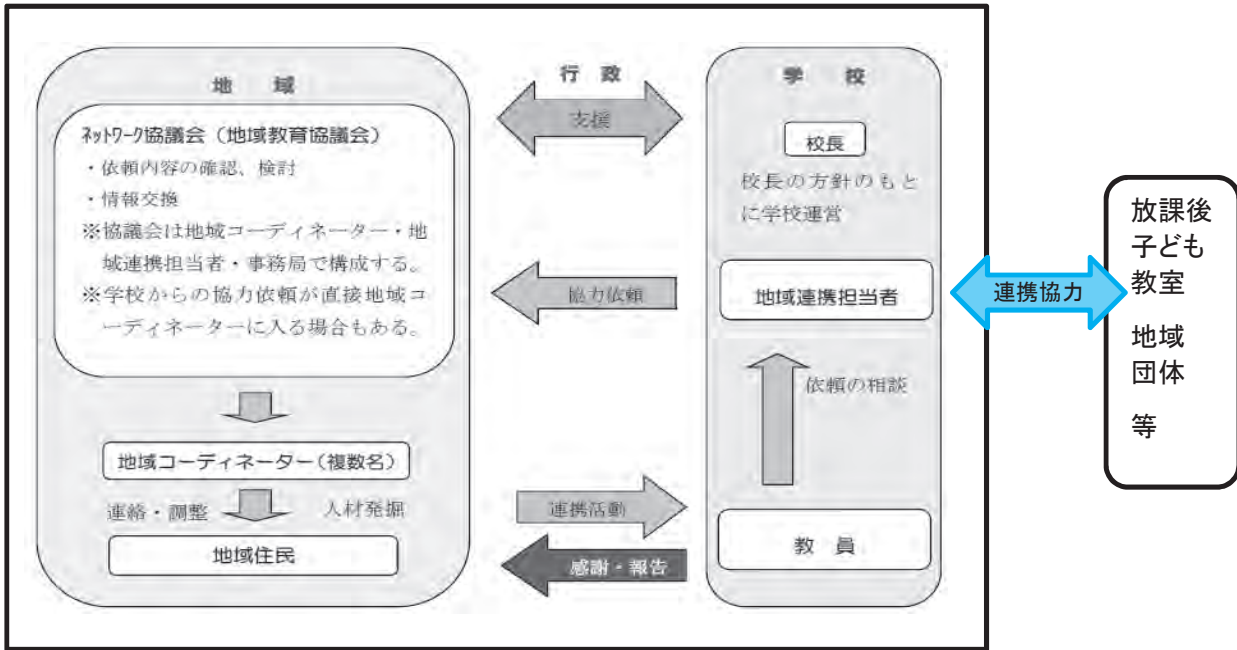 地 域
ﾈｯﾄﾜｰｸ協議会（地域教育協議会）
・依頼内容の確認、検討
・情報交換
※協議会は地域コーディネーター・地
域連携担当者・事務局で構成する。
※学校からの協力依頼が直接地域コ
ーディネーターに入る場合もある。
地域コーディネーター（複数名）
連絡・調整
人材発掘
地域住民
行 政
支援
協力依頼
連携活動
感謝・報告
学 校
校長
校長の方針のもと
に学校運営
地域連携担当者
依頼の相談
教 員
連携協力
放課後
子ども
教室
地域
団体
等